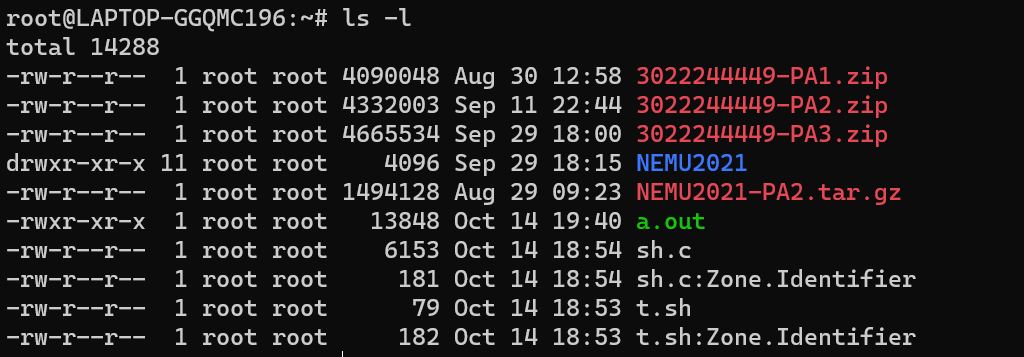 root@LAPTOP-GGQMC196:~# ls -l
total 14288
-rw-r--r--  1 root root 4090048 Aug 30 12:58 3022244449-PA1.zip
-rw-r--r--  1 root root 4332003 Sep 11 22:44 3022244449-PA2.zip
-rw-r--r--  1 root root 4665534 Sep 29 18:00 3022244449-PA3.zip
drwxr-xr-x 11 root root    4096 Sep 29 18:15 NEMU2021
-rw-r--r--  1 root root 1494128 Aug 29 09:23 NEMU2021-PA2.tar.gz
-rwxr-xr-x  1 root root   13848 Oct 14 19:40 a.out
-rw-r--r--  1 root root    6153 Oct 14 18:54 sh.c
-rw-r--r--  1 root root     181 Oct 14 18:54 sh.c:Zone.Identifier
-rw-r--r--  1 root root      79 Oct 14 18:53 t.sh
-rw-r--r--  1 root root     182 Oct 14 18:53 t.sh:Zone.Identifier